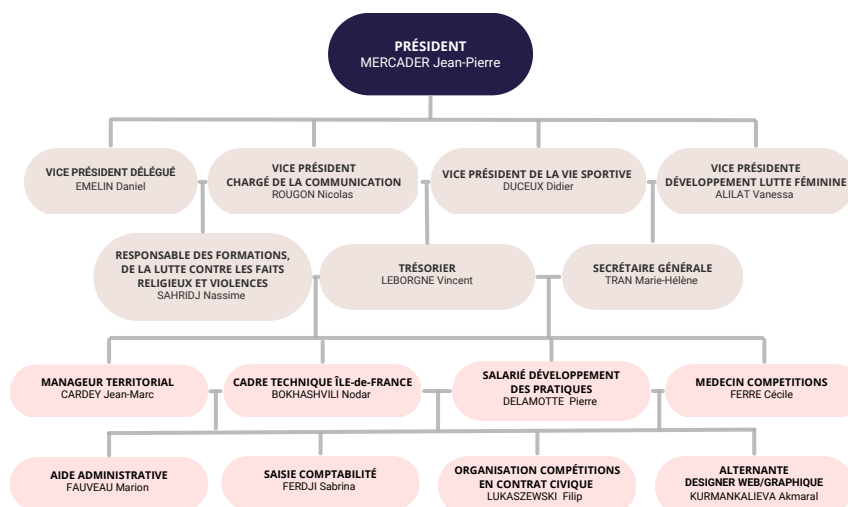 PRÉSIDENT
MERCADER Jean-Pierre
VICE PRÉSIDENT DÉLÉGUÉ
EMELIN Daniel
VICE PRÉSIDENT
CHARGÉ DE LA COMMUNICATION
ROUGON Nicolas
VICE PRÉSIDENT DE LA VIE SPORTIVE
DUCEUX Didier
VICE PRÉSIDENTE
DÉVELOPPEMENT LUTTE FÉMININE
ALILAT Vanessa
RESPONSABLE DES FORMATIONS,
DE LA LUTTE CONTRE LES FAITS
RELIGIEUX ET VIOLENCES
SAHRIDJ Nassime
TRÉSORIER
LEBORGNE Vincent
SECRÉTAIRE GÉNÉRALE
TRAN Marie-Hélène
MANAGEUR TERRITORIAL
CARDEY Jean-Marc
CADRE TECHNIQUE ÎLE-de-FRANCE
BOKHASHVILI Nodar
SALARIÉ DÉVELOPPEMENT
DES PRATIQUES
DELAMOTTE Pierre
MEDECIN COMPETITIONS
FERRE Cécile
AIDE ADMINISTRATIVE
FAUVEAU Marion
SAISIE COMPTABILITÉ
FERDJI Sabrina
ORGANISATION COMPÉTITIONS
EN CONTRAT CIVIQUE
LUKASZEWSKI Filip
ALTERNANTE
DESIGNER WEB/GRAPHIQUE
KURMANKALIEVA Akmaral